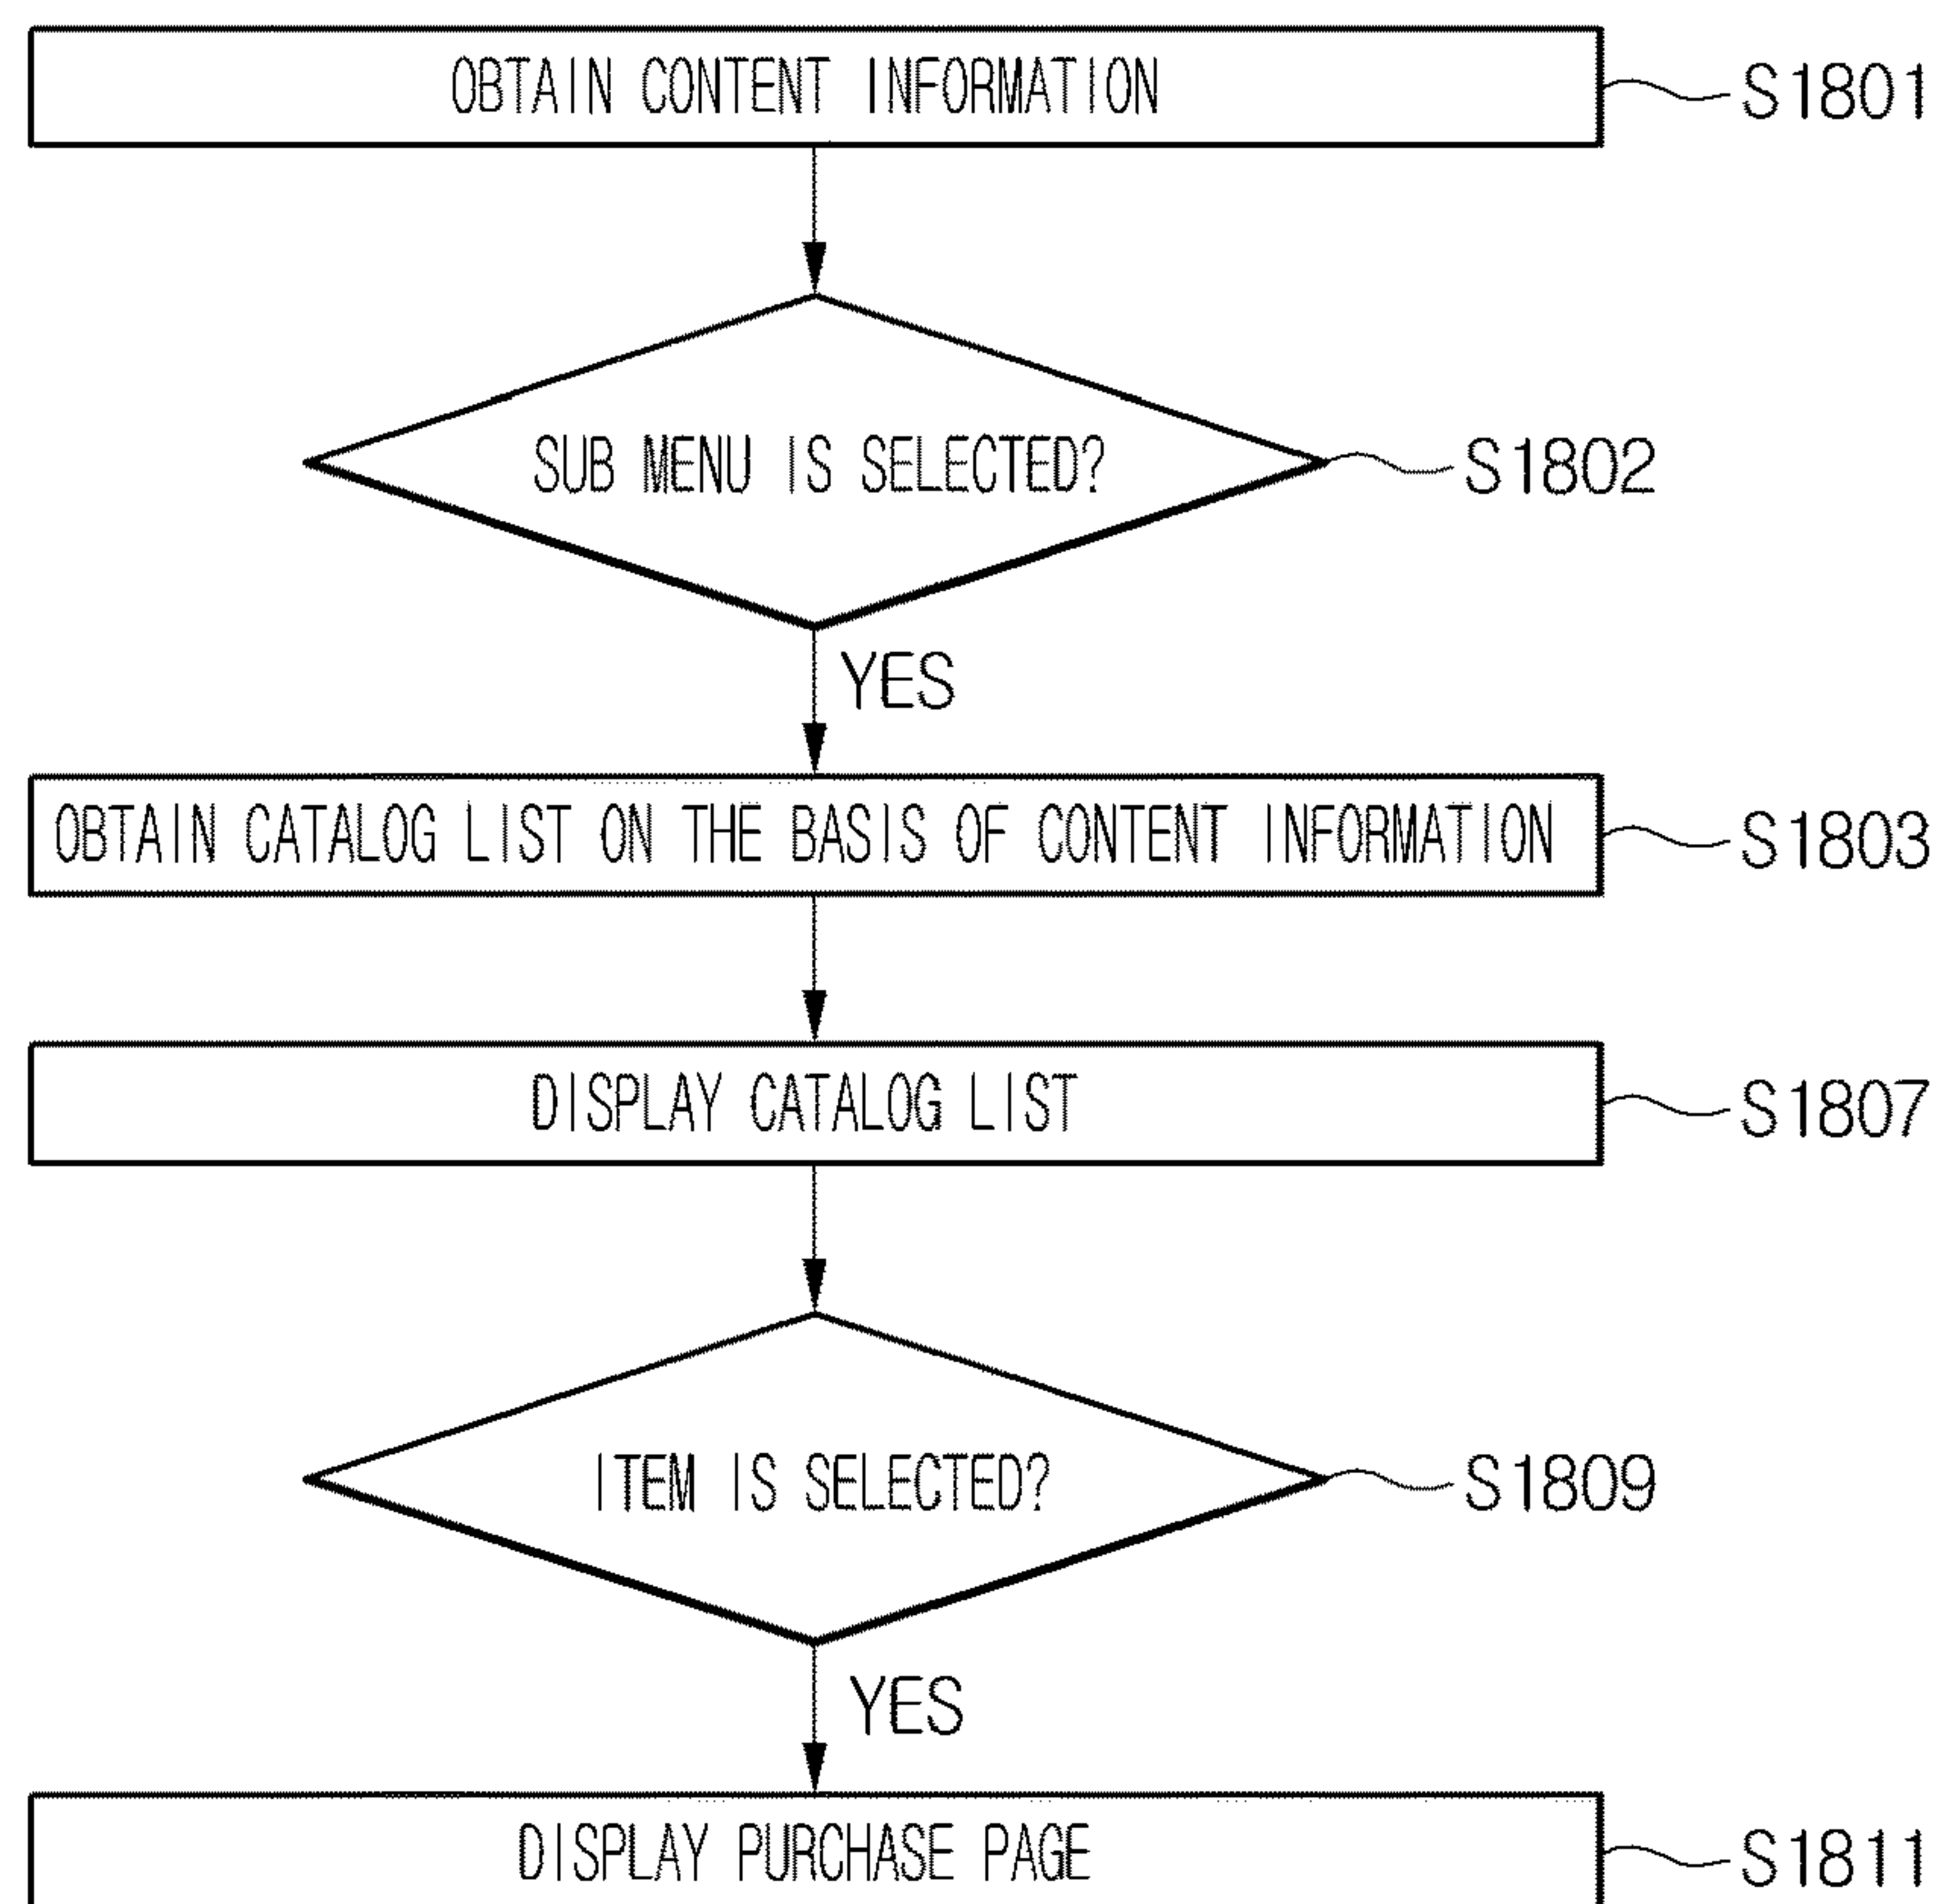 OBTAIN CONTENT INFORMATION
S1801
SUB MENU IS SELECTED?
S1802
YES
OBTAIN CATALOG LIST ON THE BASIS OF CONTENT INFORMATION
S1803
DISPLAY CATALOG LIST
S1807
ITEM IS SELECTED?
S1809
YES
DISPLAY PURCHASE PAGE
S1811